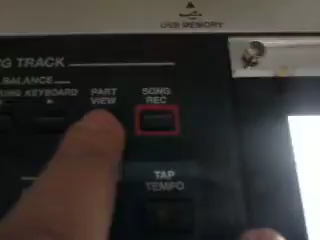 USB MEMORY
G TRACK
BALANCE
KEYBOARD
PART
VIEW
SONG
REC
TAP
TEMPO